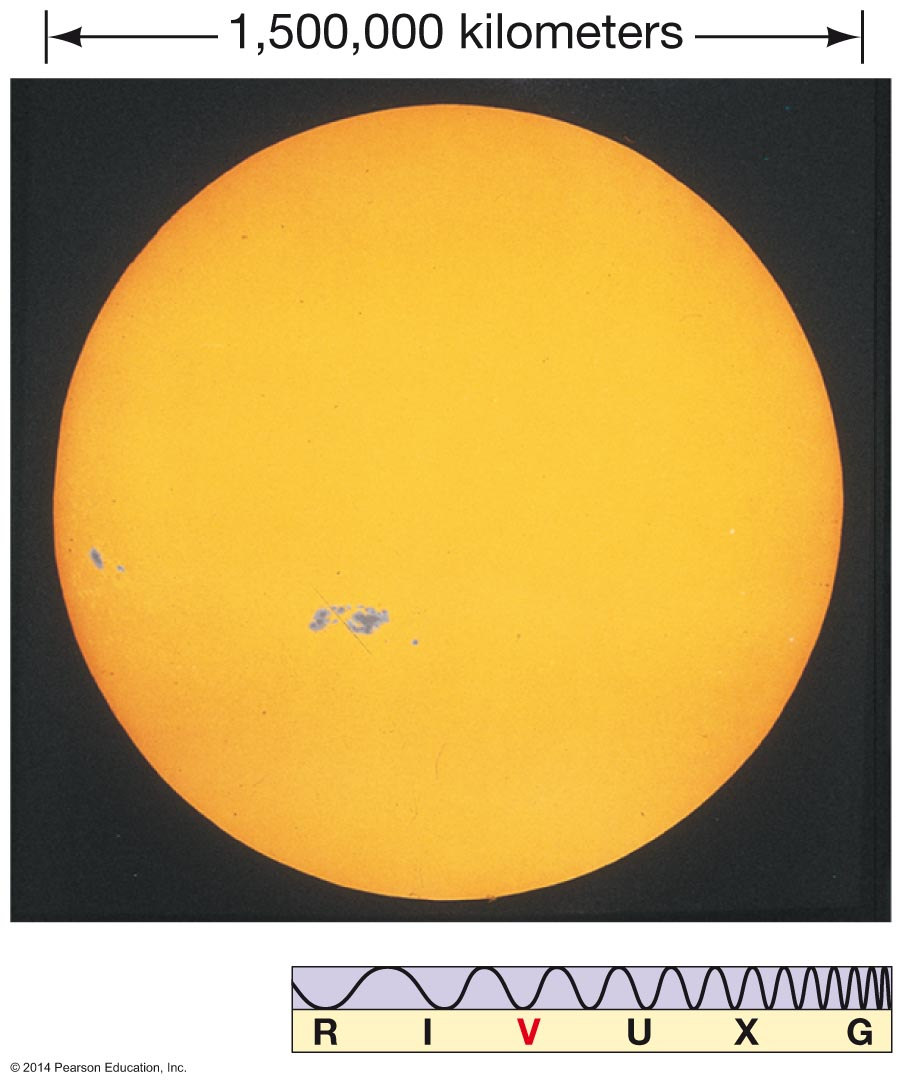 1,500,000 kilometers
R I V U X G
© 2014 Pearson Education, Inc.